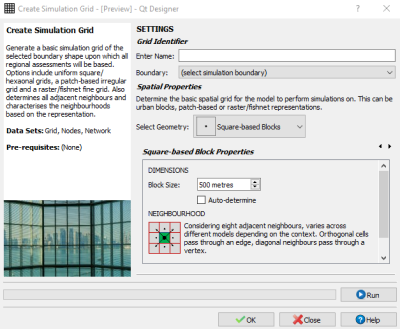 Create Simulation Grid - [Preview] - Qt Designer
Create Simulation Grid
Generate a basic simulation grid of the
selected boundary shape upon which all
regional assessments will be based.
Options include uniform square/
hexaonal grids, a patch-based irregular
grid and a raster/fishnet fine grid. Also
determines all adjacent neighbours and
characterises the neighbourhoods
based on the representation.
Data Sets: Grid, Nodes, Network
Pre-requisites: (None)
SETTINGS
Grid Identifier
Enter Name:
Boundary: (select simulation boundary)
Spatial Properties
Determine the basic spatial grid for the model to perform simulations on. This can be
urban blocks, patch-based or raster/fishnet representations.
Select Geometry: Square-based Blocks
Square-based Block Properties
DIMENSIONS
Block Size: 500 metres
Auto-determine
NEIGHBOURHOOD
Considering eight adjacent neighbours, varies across
different models depending on the context. Orthogonal cells
pass through an edge, diagonal neighbours pass through a
vertex.
Run
OK Close Help